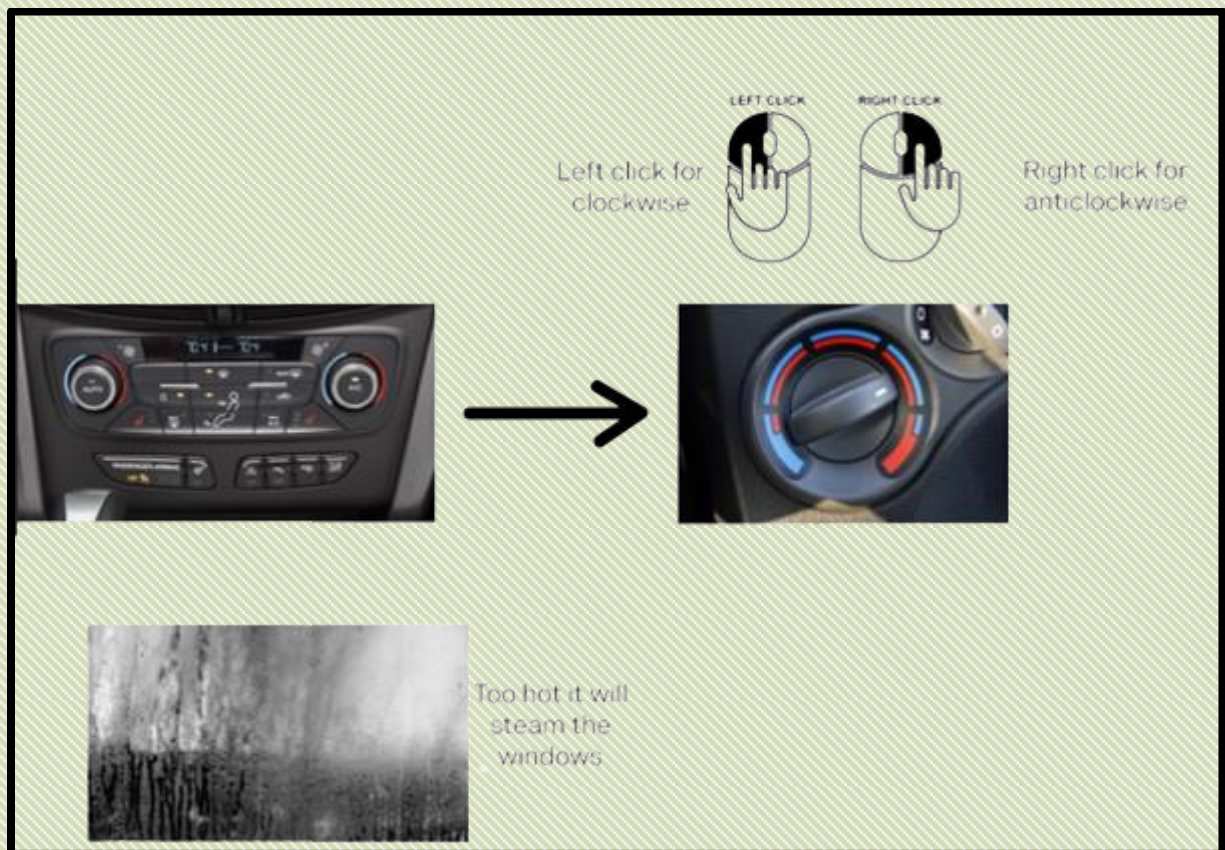 LEFT CLICK
RIGHT CLICK
Left click for
clockwise
Right click for
anticlockwise
AUTO
A/C
Too hot it will
steam the
windows